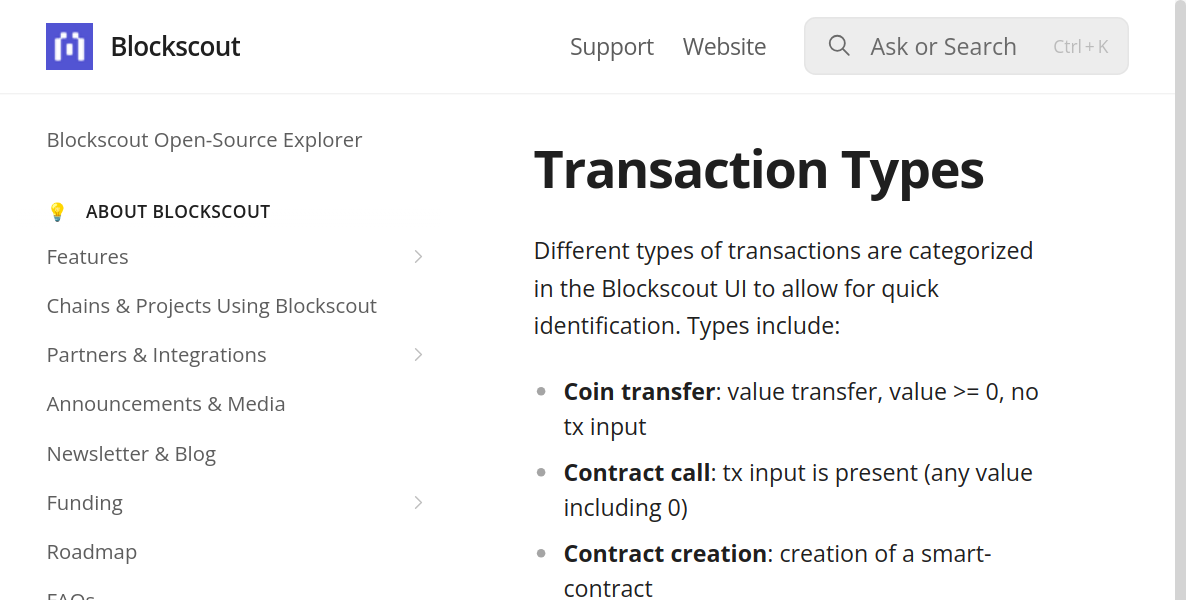 Blockscout
Support
Website
Ask or Search
Ctrl + K
Blockscout Open-Source Explorer
💡 ABOUT BLOCKSCOUT
Features
Chains & Projects Using Blockscout
Partners & Integrations
Announcements & Media
Newsletter & Blog
Funding
Roadmap
FAQs
Transaction Types
Different types of transactions are categorized
in the Blockscout UI to allow for quick
identification. Types include:
Coin transfer: value transfer, value >= 0, no
tx input
Contract call: tx input is present (any value
including 0)
Contract creation: creation of a smart-
contract